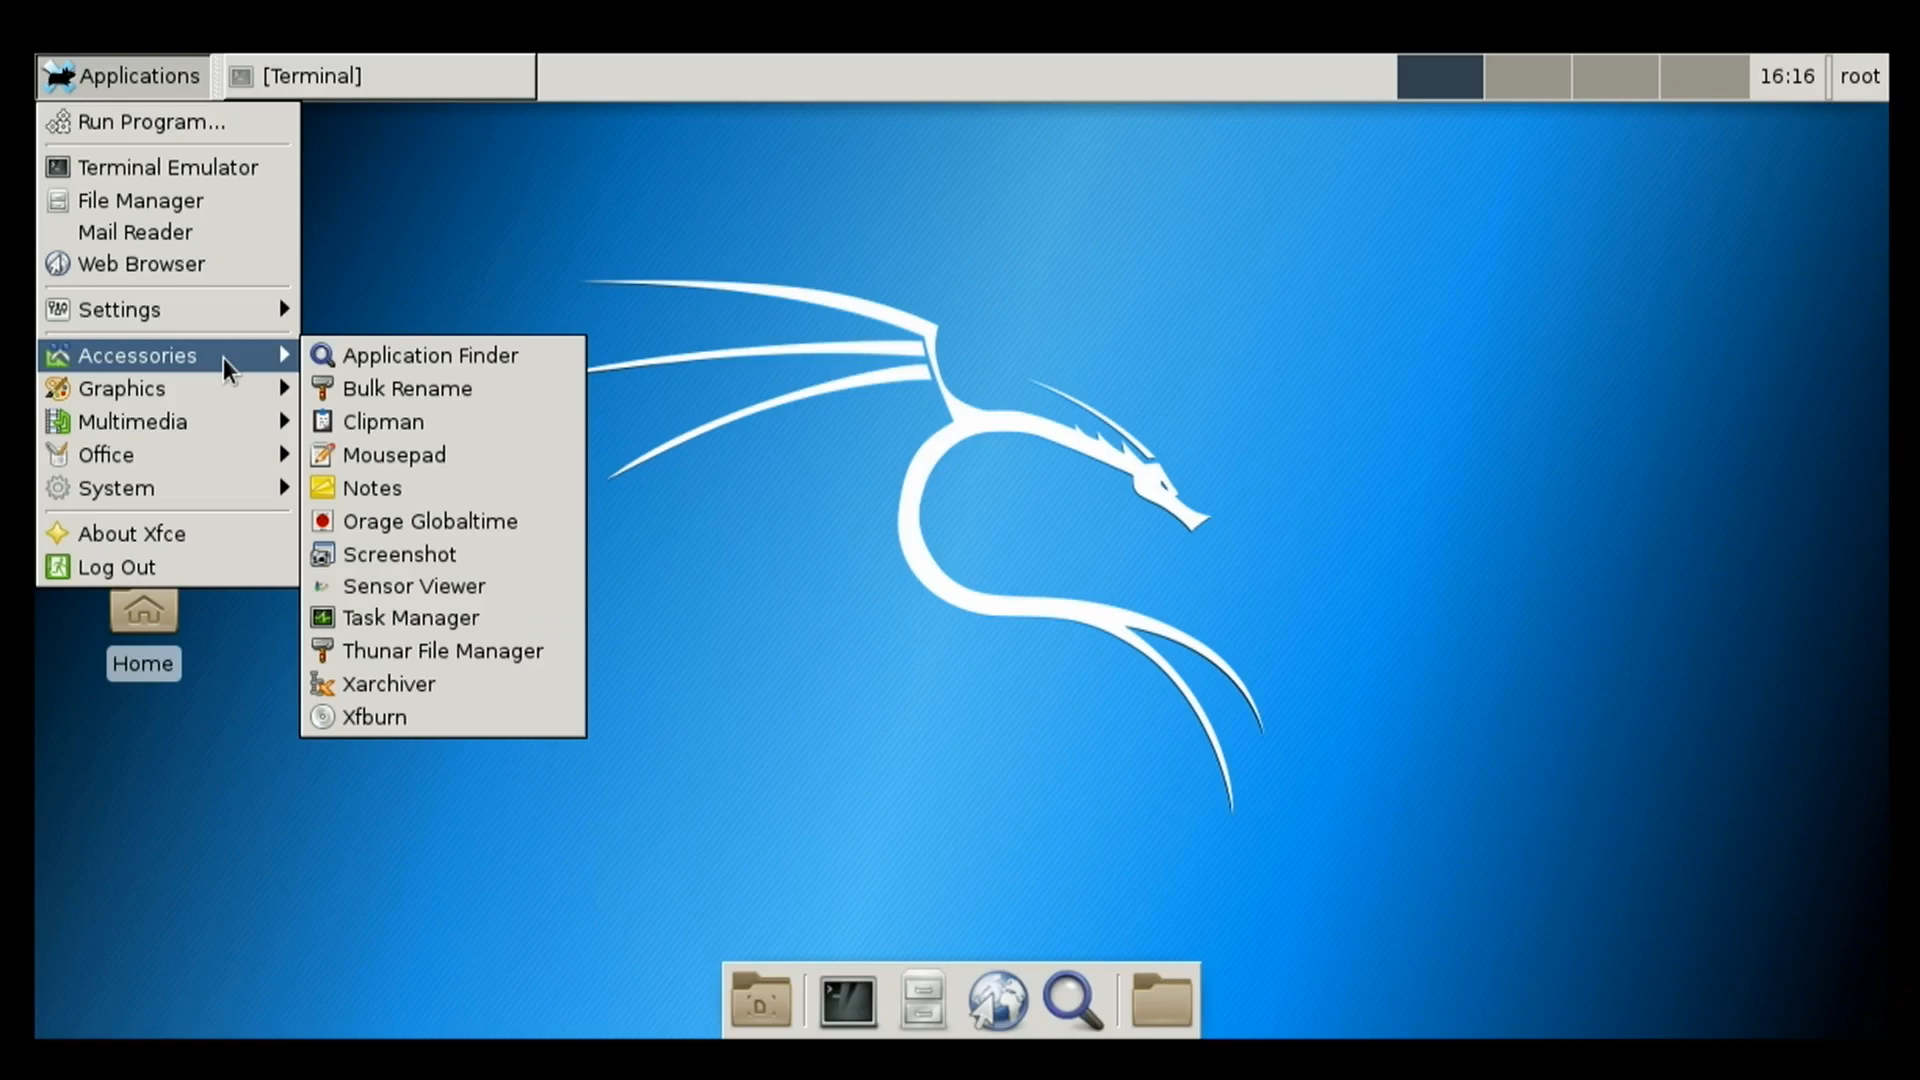 Applications
[Terminal]
16:16
root
Run Program...
Terminal Emulator
File Manager
Mail Reader
Web Browser
Settings
Accessories
Graphics
Multimedia
Office
System
About Xfce
Log Out
Application Finder
Bulk Rename
Clipman
Mousepad
Notes
Orage Globaltime
Screenshot
Sensor Viewer
Task Manager
Thunar File Manager
Xarchiver
Xfburn
Home